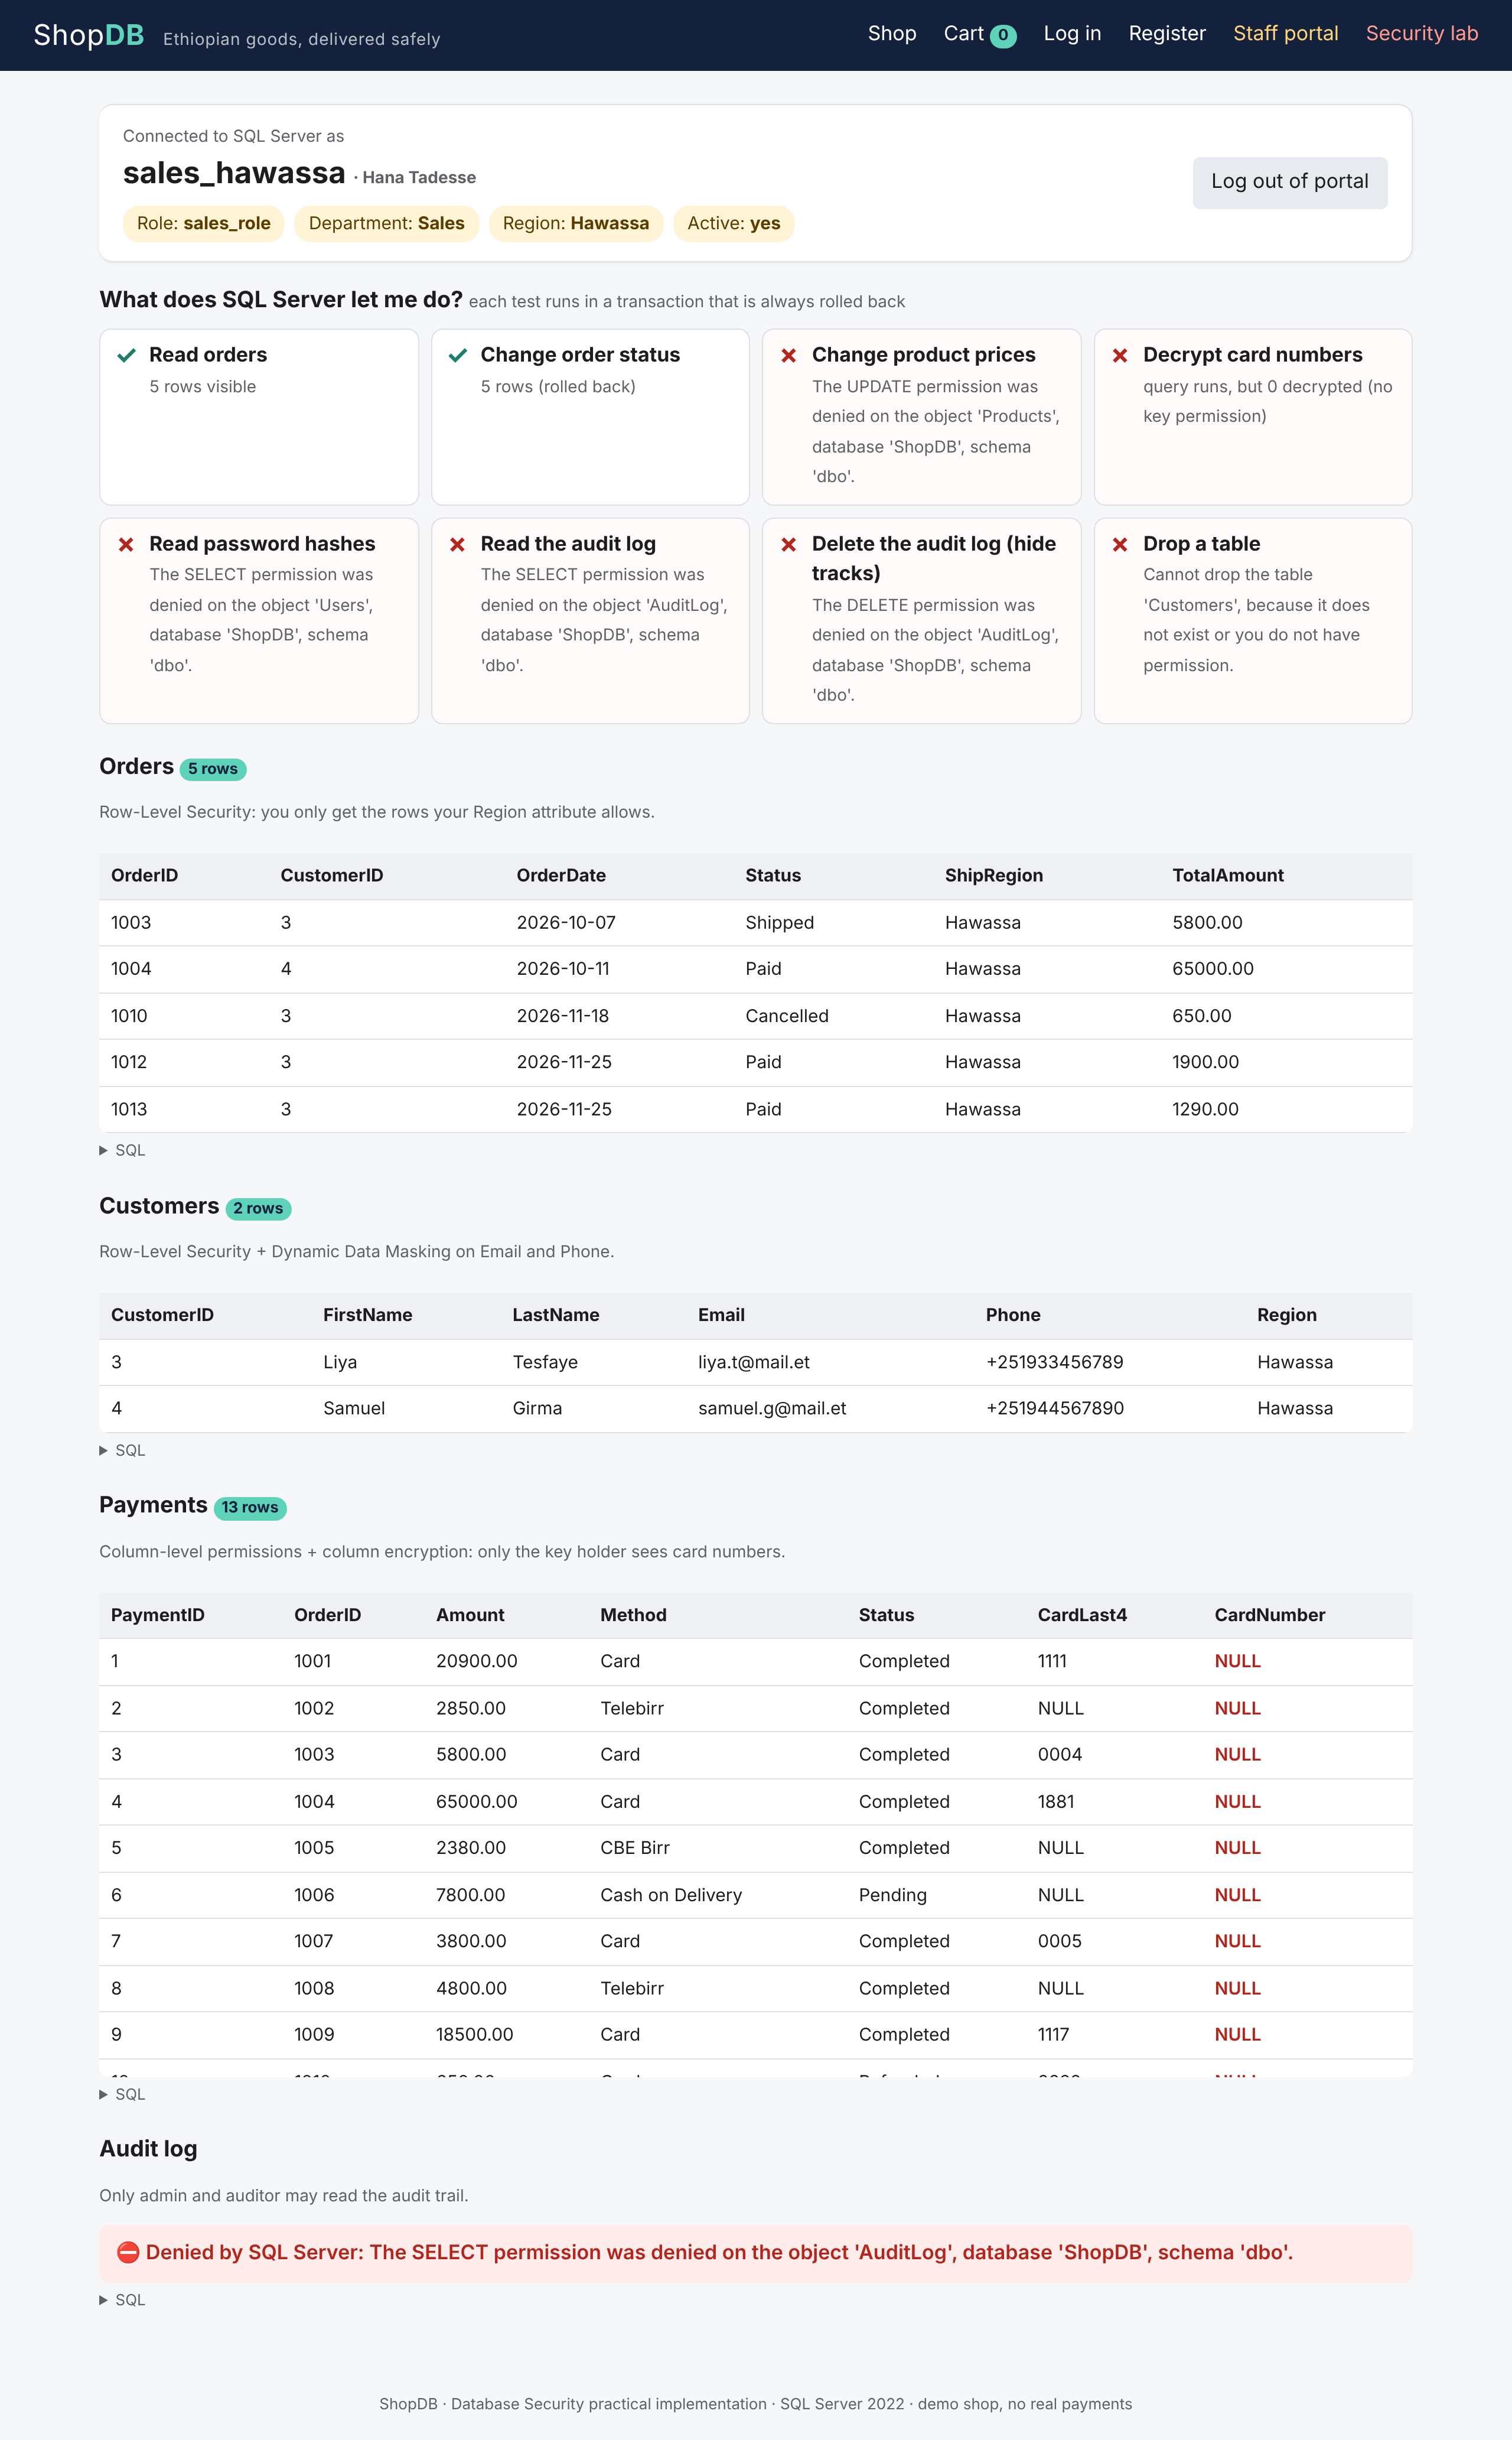 ShopDB Ethiopian goods, delivered safely Shop Cart 0 Log in Register Staff portal Security lab
Connected to SQL Server as
sales_hawassa · Hana Tadesse
Log out of portal
Role: sales_role Department: Sales Region: Hawassa Active: yes
What does SQL Server let me do? each test runs in a transaction that is always rolled back
Read orders
5 rows visible
Change order status
5 rows (rolled back)
Change product prices
The UPDATE permission was
denied on the object 'Products',
database 'ShopDB', schema
'dbo'.
Decrypt card numbers
query runs, but 0 decrypted (no
key permission)
Read password hashes
The SELECT permission was
denied on the object 'Users',
database 'ShopDB', schema
'dbo'.
Read the audit log
The SELECT permission was
denied on the object 'AuditLog',
database 'ShopDB', schema
'dbo'.
Delete the audit log (hide
tracks)
The DELETE permission was
denied on the object 'AuditLog',
database 'ShopDB', schema
'dbo'.
Drop a table
Cannot drop the table
'Customers', because it does
not exist or you do not have
permission.
Orders 5 rows
Row-Level Security: you only get the rows your Region attribute allows.
OrderID CustomerID OrderDate Status ShipRegion TotalAmount
1003 3 2026-10-07 Shipped Hawassa 5800.00
1004 4 2026-10-11 Paid Hawassa 65000.00
1010 3 2026-11-18 Cancelled Hawassa 650.00
1012 3 2026-11-25 Paid Hawassa 1900.00
1013 3 2026-11-25 Paid Hawassa 1290.00
SQL
Customers 2 rows
Row-Level Security + Dynamic Data Masking on Email and Phone.
CustomerID FirstName LastName Email Phone Region
3 Liya Tesfaye liya.t@mail.et +251933456789 Hawassa
4 Samuel Girma samuel.g@mail.et +251944567890 Hawassa
SQL
Payments 13 rows
Column-level permissions + column encryption: only the key holder sees card numbers.
PaymentID OrderID Amount Method Status CardLast4 CardNumber
1 1001 20900.00 Card Completed 1111 NULL
2 1002 2850.00 Telebirr Completed NULL NULL
3 1003 5800.00 Card Completed 0004 NULL
4 1004 65000.00 Card Completed 1881 NULL
5 1005 2380.00 CBE Birr Completed NULL NULL
6 1006 7800.00 Cash on Delivery Pending NULL NULL
7 1007 3800.00 Card Completed 0005 NULL
8 1008 4800.00 Telebirr Completed NULL NULL
9 1009 18500.00 Card Completed 1117 NULL
SQL
Audit log
Only admin and auditor may read the audit trail.
Denied by SQL Server: The SELECT permission was denied on the object 'AuditLog', database 'ShopDB', schema 'dbo'.
SQL
ShopDB · Database Security practical implementation · SQL Server 2022 · demo shop, no real payments